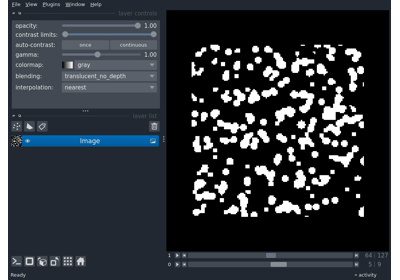 File View Plugins Window Help
layer controls
opacity: 1.00
contrast limits:
auto-contrast: once continuous
gamma: 1.00
colormap: gray
blending: translucent_no_depth
interpolation: nearest
layer list
Image
1 64 127
0 5 9
Ready activity